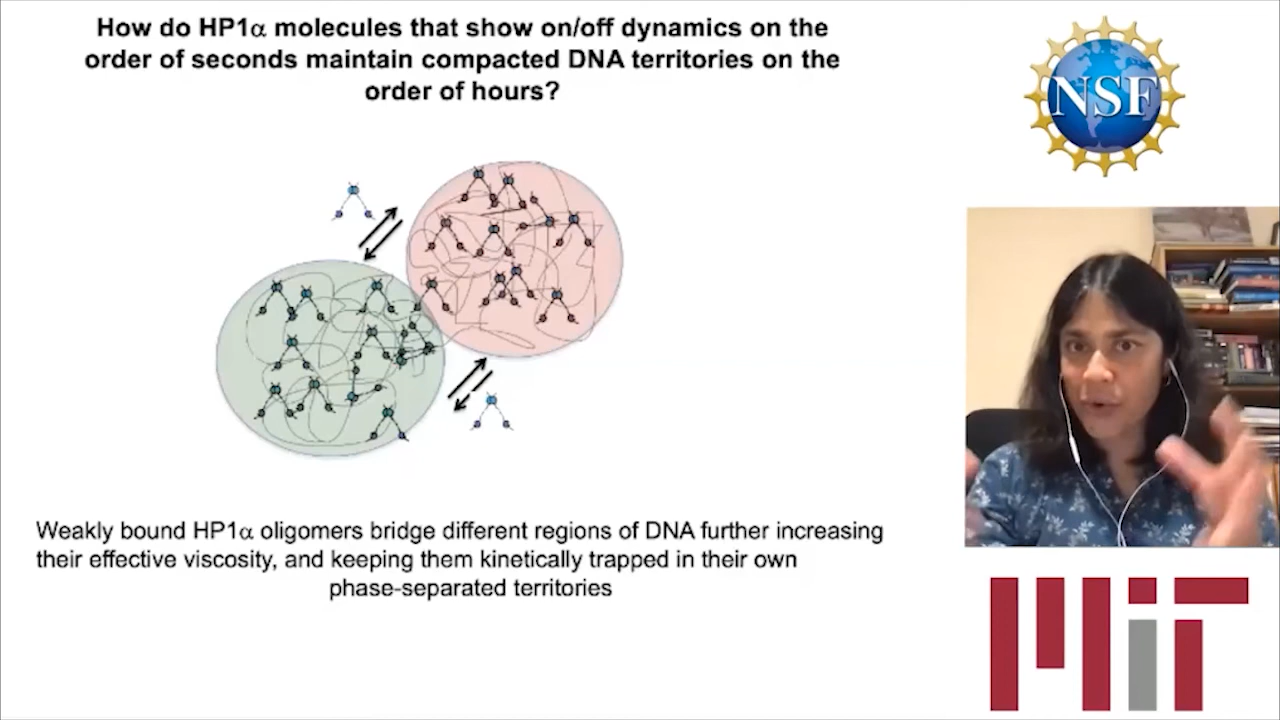 How do HP1α molecules that show on/off dynamics on the
order of seconds maintain compacted DNA territories on the
order of hours?
NSF
Weakly bound HP1α oligomers bridge different regions of DNA further increasing
their effective viscosity, and keeping them kinetically trapped in their own
phase-separated territories
MIT